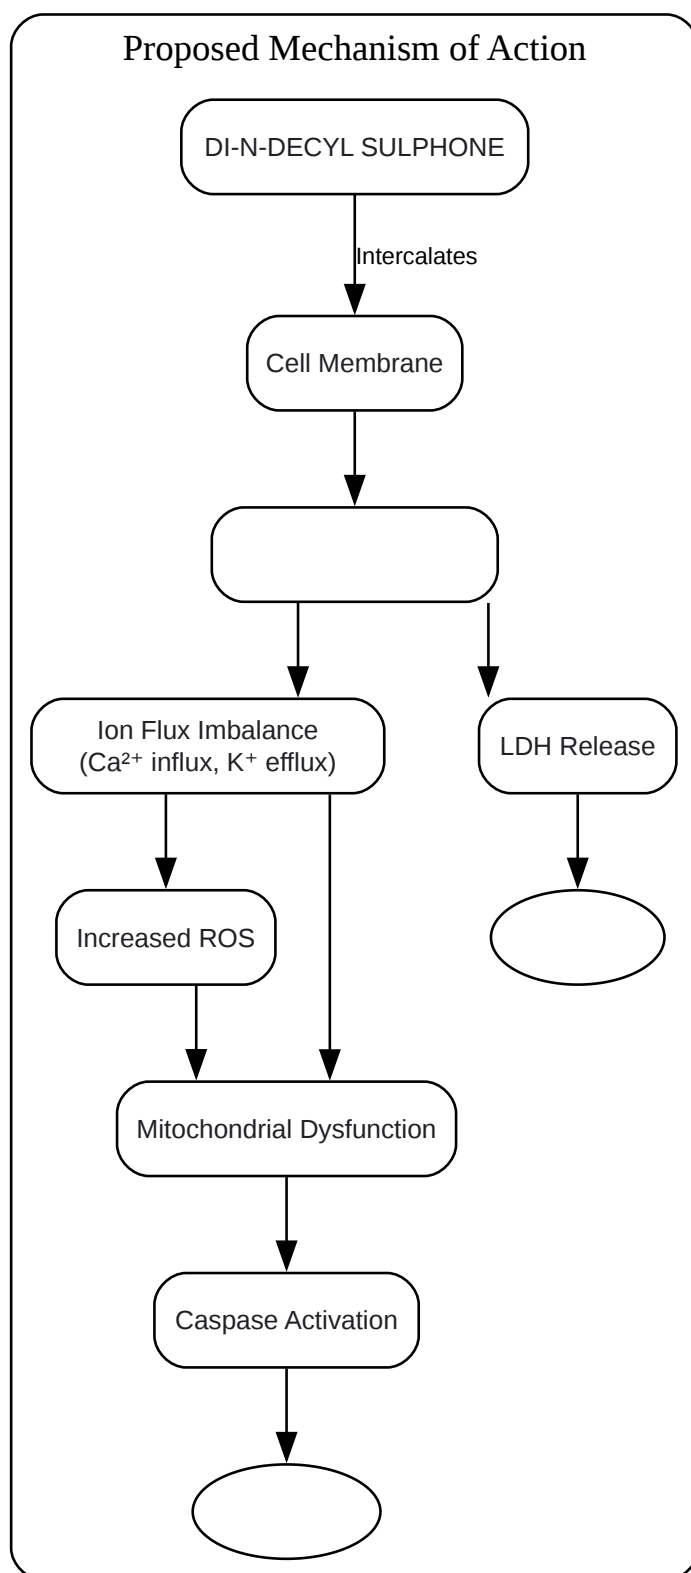 Proposed Mechanism of Action
DI-N-DECYL SULPHONE
Intercalates
Cell Membrane
Ion Flux Imbalance
(Ca²⁺ influx, K⁺ efflux)
LDH Release
Increased ROS
Mitochondrial Dysfunction
Caspase Activation